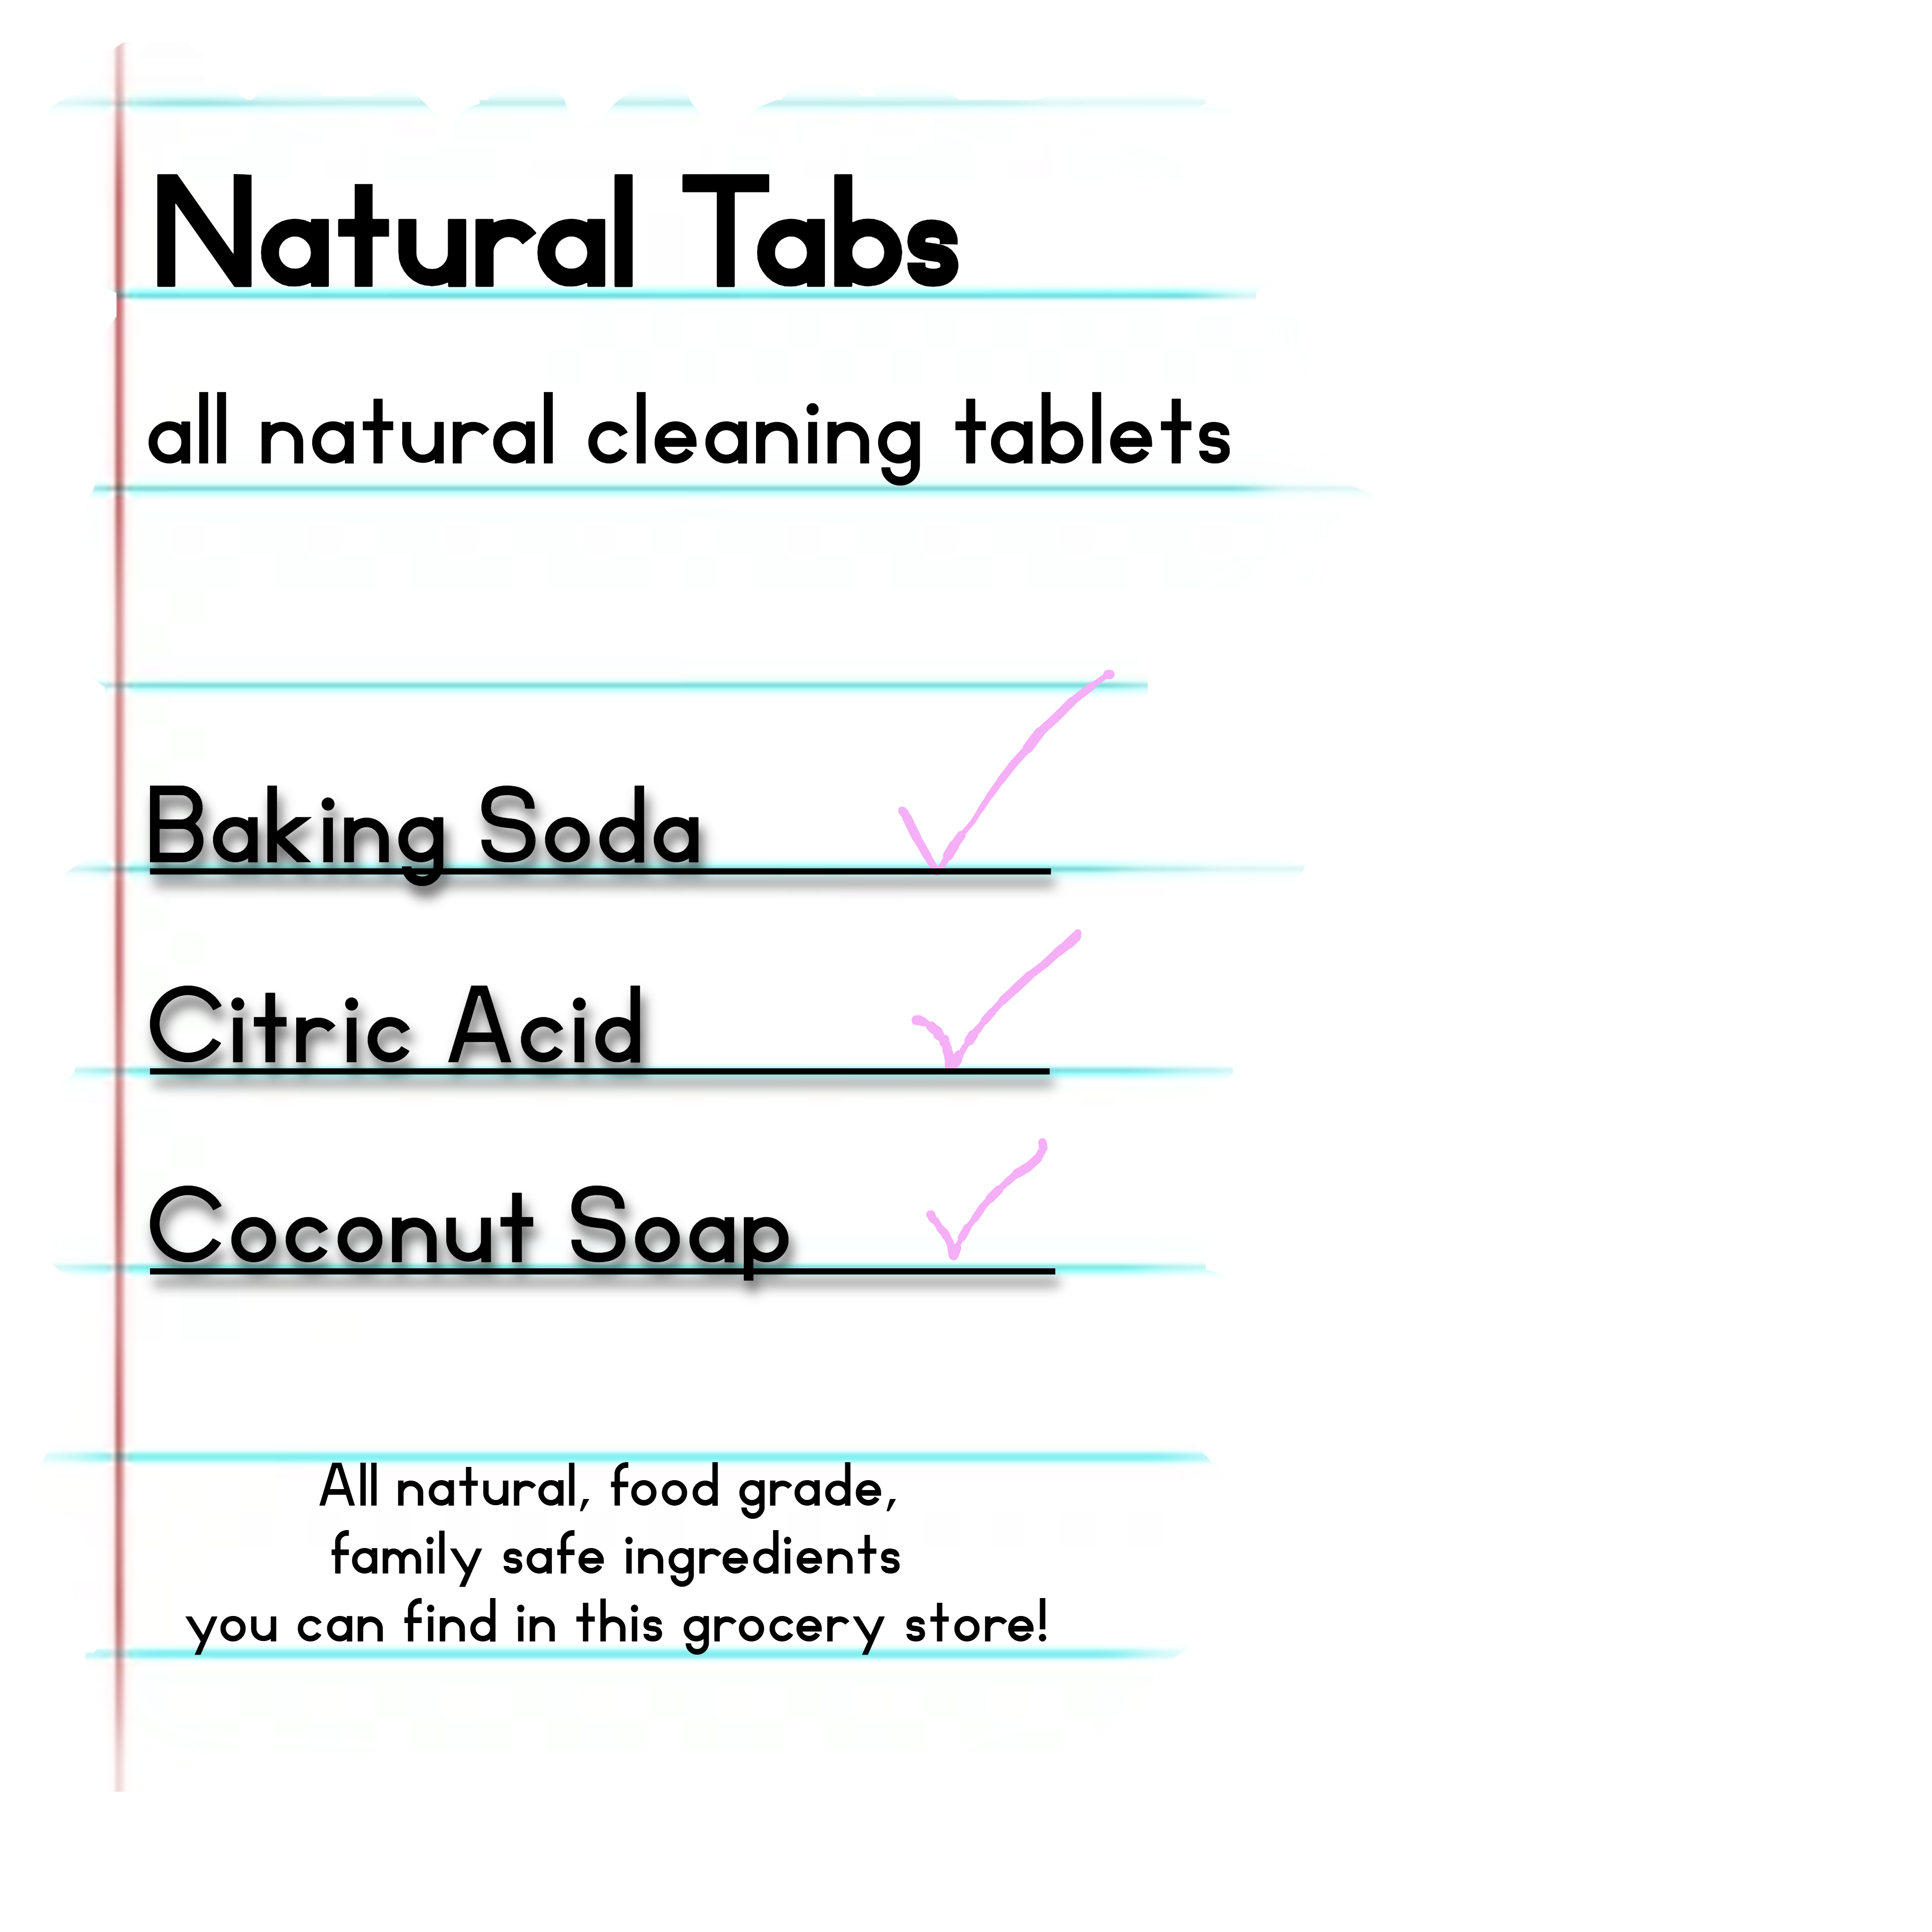 Natural Tabs
all natural cleaning tablets
Baking Soda
Citric Acid
Coconut Soap
All natural, food grade,
family safe ingredients
you can find in this grocery store!